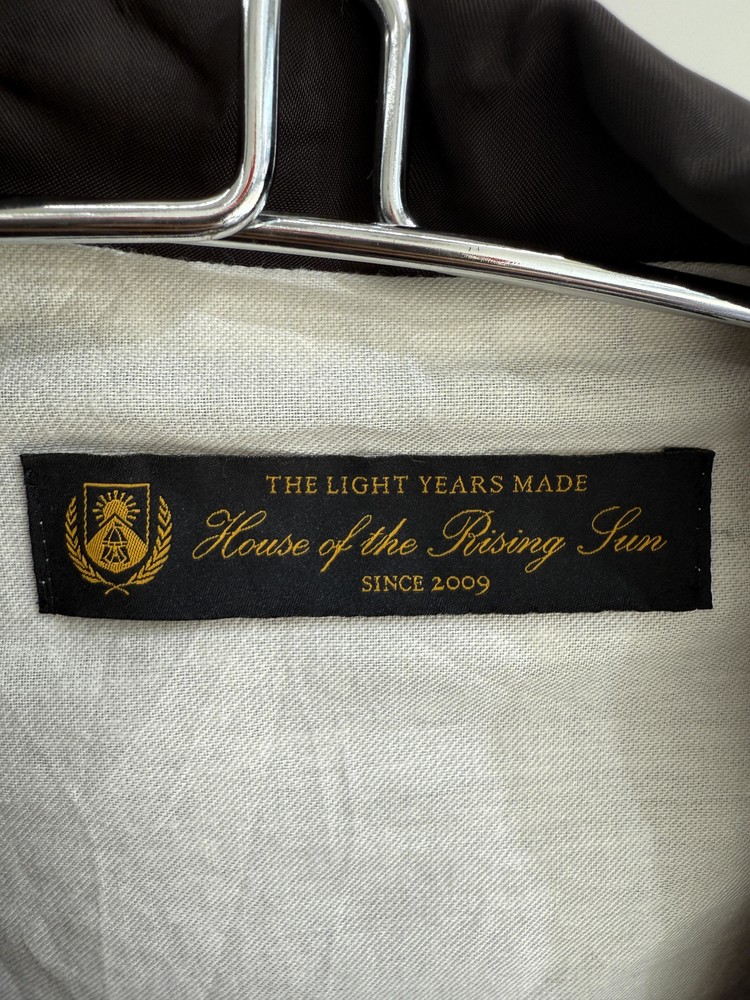 THE LIGHT YEARS MADE
House of the Rising Sun
SINCE 2009